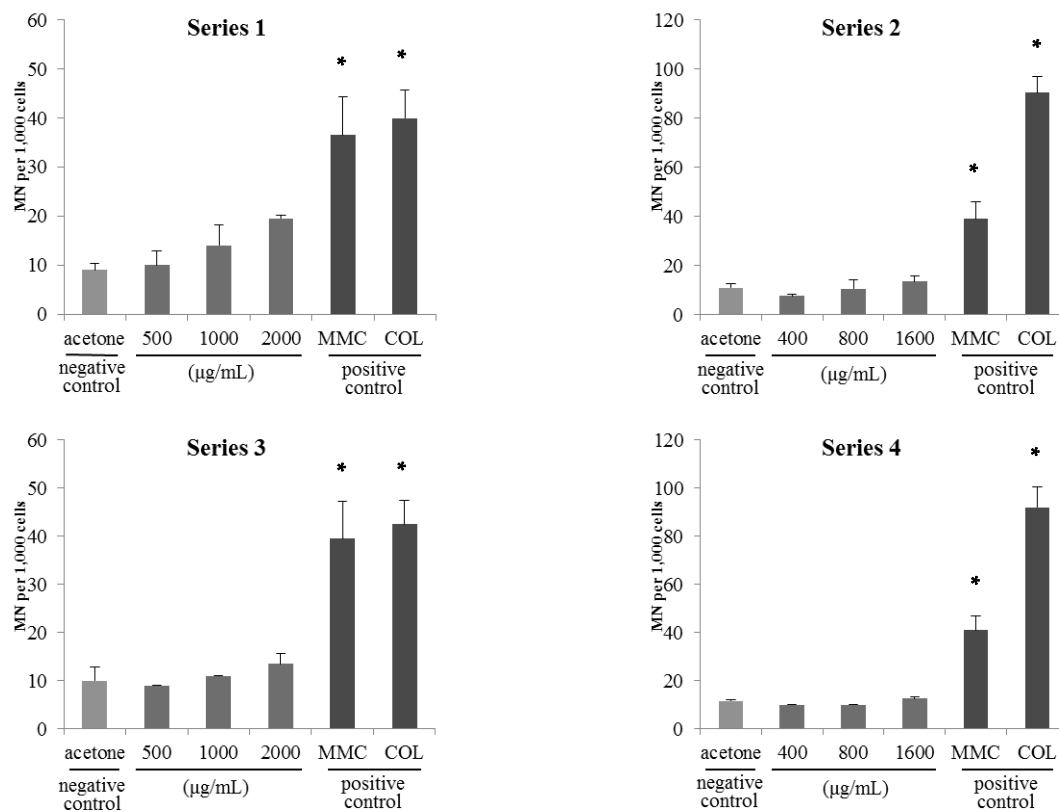 Series 1
MN per 1,000 cells
60
50
40
30
20
10
0
* *
acetone 500 1000 2000 MMC COL
negative control (µg/mL) positive control
Series 2
MN per 1,000 cells
120
100
80
60
40
20
0
*
*
acetone 400 800 1600 MMC COL
negative control (µg/mL) positive control
Series 3
MN per 1,000 cells
60
50
40
30
20
10
0
* *
acetone 500 1000 2000 MMC COL
negative control (µg/mL) positive control
Series 4
MN per 1,000 cells
120
100
80
60
40
20
0
*
*
acetone 400 800 1600 MMC COL
negative control (µg/mL) positive control